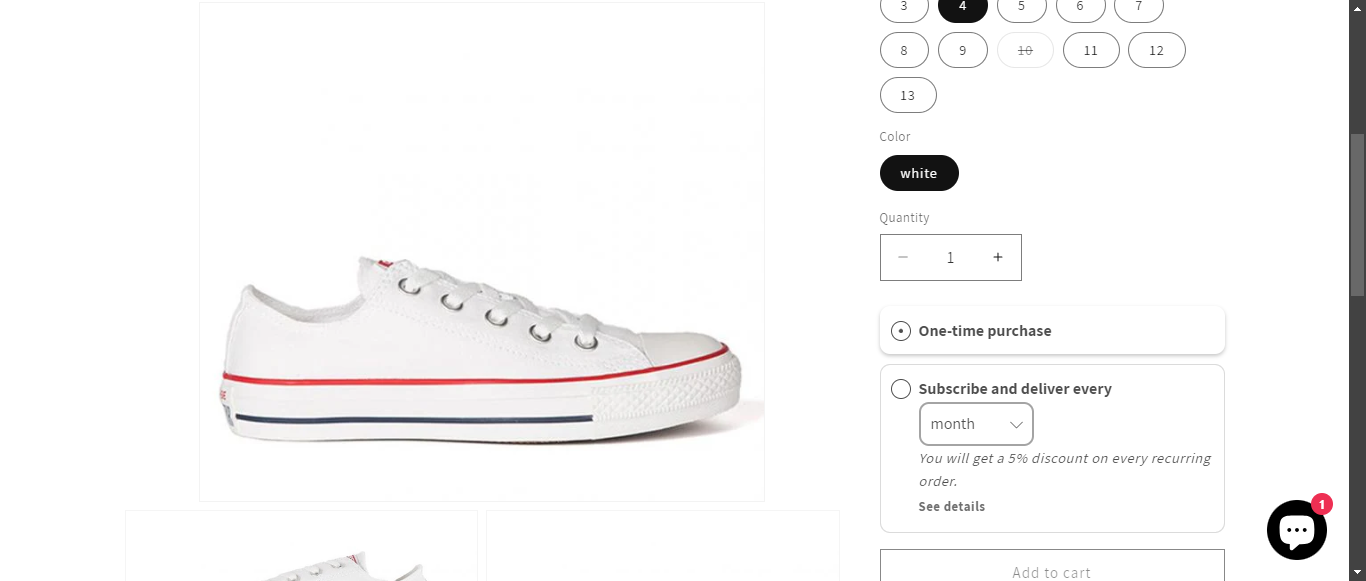 3
4
5
6
7
8
9
10
11
12
13
Color
white
Quantity
1
One-time purchase
Subscribe and deliver every
month
You will get a 5% discount on every recurring
order.
See details
1
Add to cart